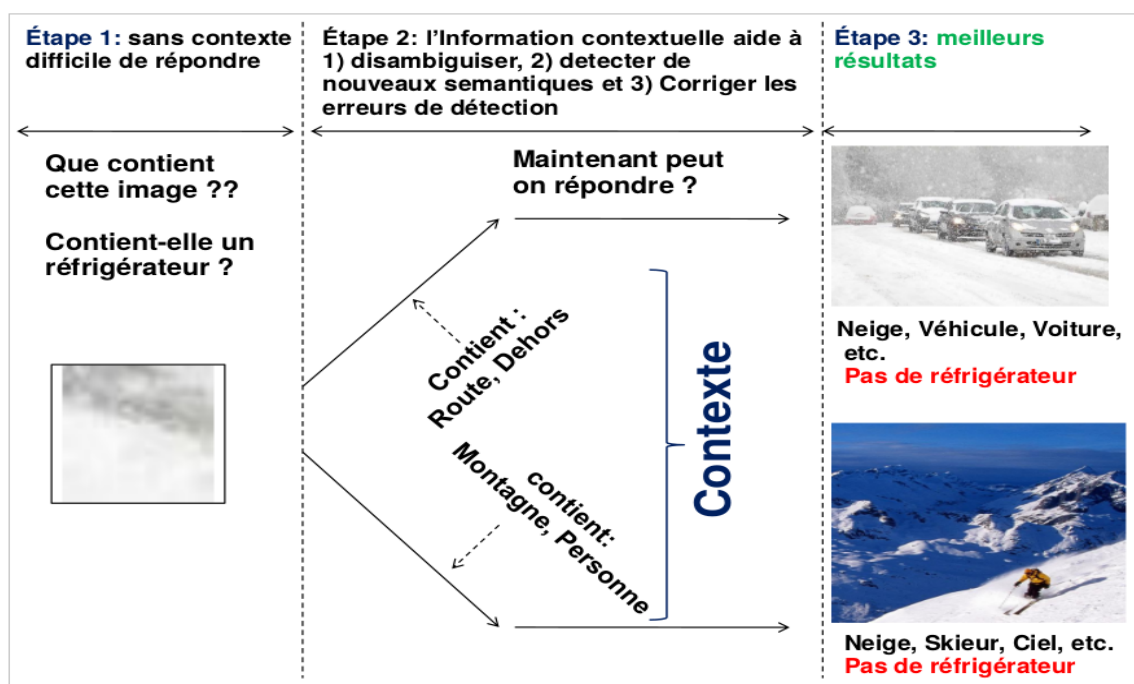 Étape 1: sans contexte
difficile de répondre
Étape 2: l’Information contextuelle aide à
1) disambiguiser, 2) detecter de
nouveaux semantiques et 3) Corriger les
erreurs de détection
Étape 3: meilleurs
résultats
Que contient
cette image ??
Contient-elle un
réfrigérateur ?
Maintenant peut
on répondre ?
Contient :
Route, Dehors
contient:
Montagne, Personne
Contexte
Neige, Véhicule, Voiture,
etc.
Pas de réfrigérateur
Neige, Skieur, Ciel, etc.
Pas de réfrigérateur